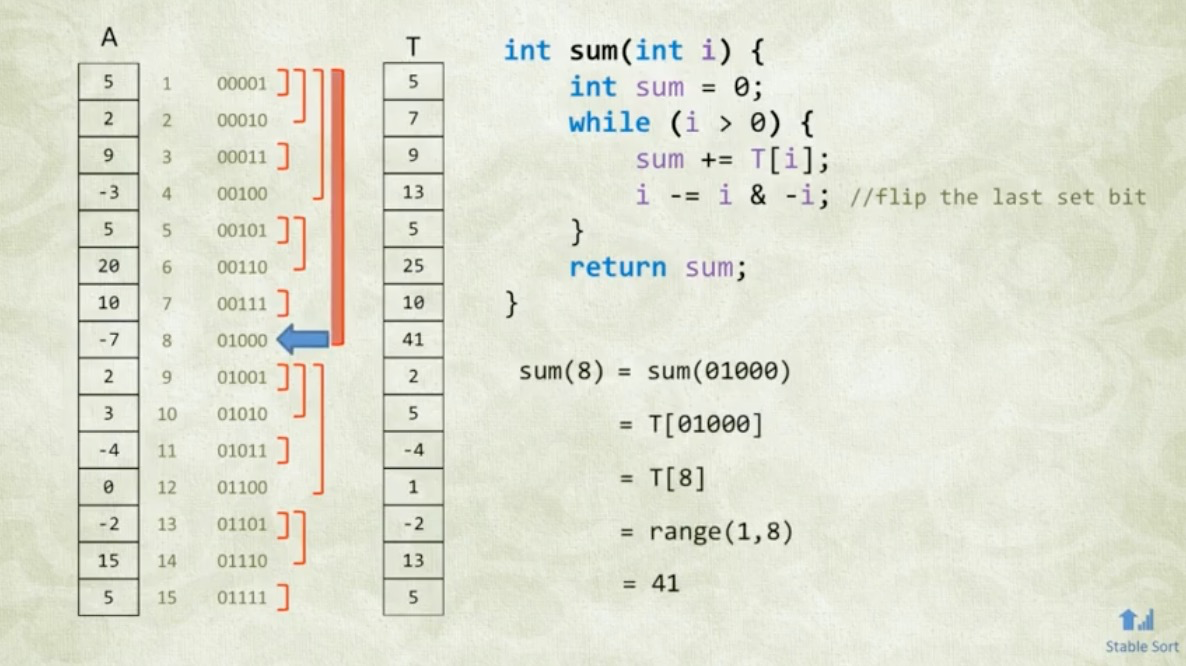 A T
5 1 00001 5
2 2 00010 7
9 3 00011 9
-3 4 00100 13
5 5 00101 5
20 6 00110 25
10 7 00111 10
-7 8 01000 41
2 9 01001 2
3 10 01010 5
-4 11 01011 -4
0 12 01100 1
-2 13 01101 -2
15 14 01110 13
5 15 01111 5
int sum(int i) {
int sum = 0;
while (i > 0) {
sum += T[i];
i -= i & -i; //flip the last set bit
}
return sum;
}
sum(8) = sum(01000)
= T[01000]
= T[8]
= range(1,8)
= 41
Stable Sort